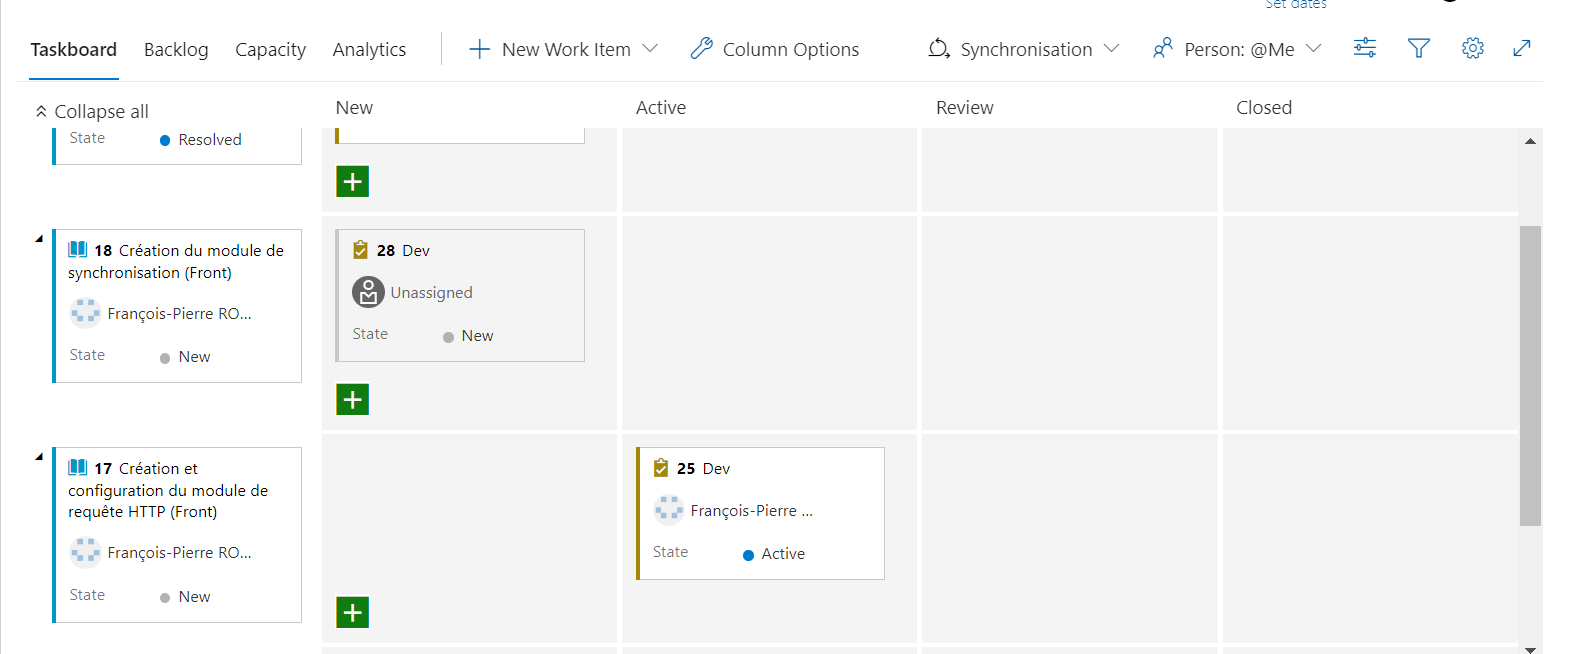 Set dates
Taskboard Backlog Capacity Analytics New Work Item Column Options Synchronisation Person: @Me
Collapse all New Active Review Closed
State Resolved
18 Création du module de
synchronisation (Front)
François-Pierre RO...
State New
28 Dev
Unassigned
State New
17 Création et
configuration du module de
requête HTTP (Front)
François-Pierre RO...
State New
25 Dev
François-Pierre ...
State Active